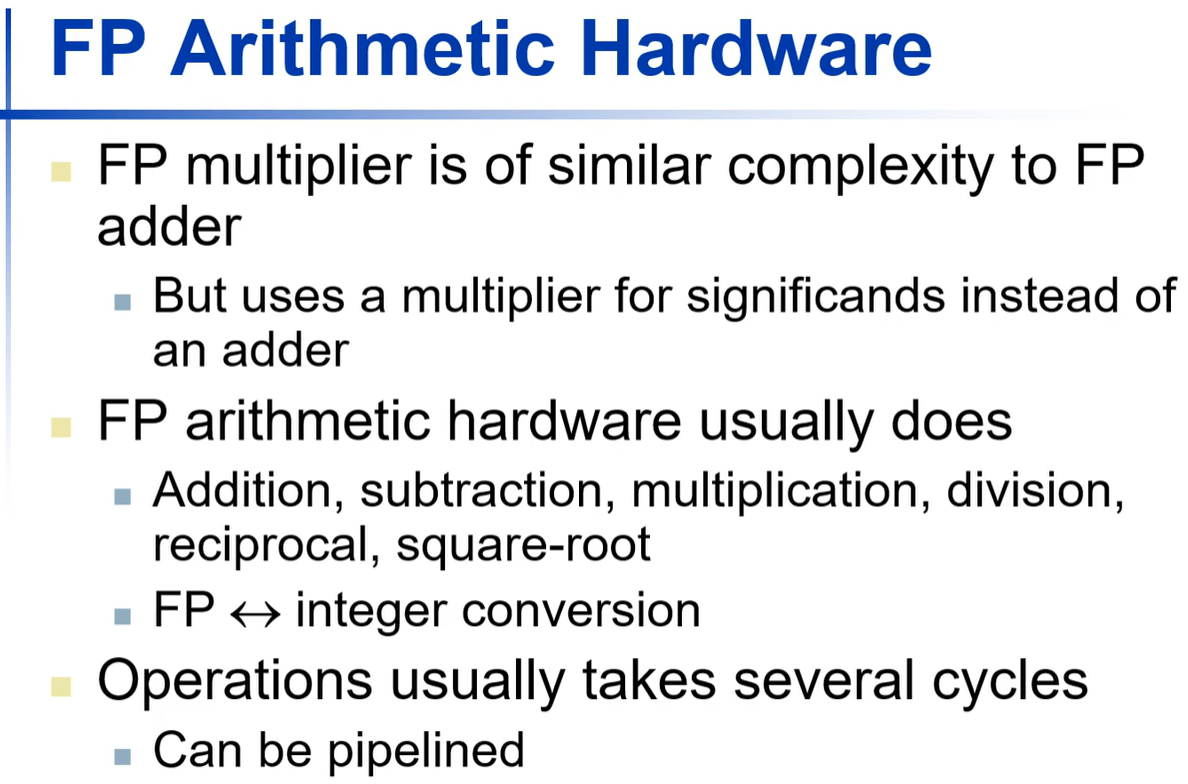 FP Arithmetic Hardware
FP multiplier is of similar complexity to FP
adder
But uses a multiplier for significands instead of
an adder
FP arithmetic hardware usually does
Addition, subtraction, multiplication, division,
reciprocal, square-root
FP ↔ integer conversion
Operations usually takes several cycles
Can be pipelined